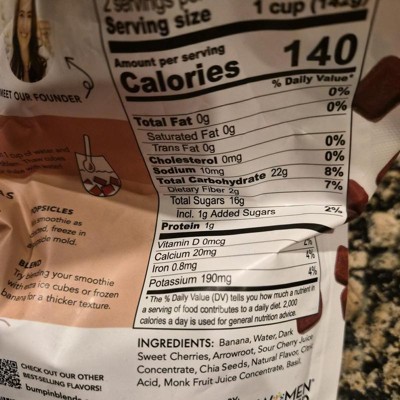 2 servings per
Serving size 1 cup (142g)
Amount per serving
Calories 140
% Daily Value*
Total Fat 0g 0%
Saturated Fat 0g 0%
Trans Fat 0g
Cholesterol 0mg 0%
Sodium 10mg 0%
Total Carbohydrate 22g 8%
Dietary Fiber 2g 7%
Total Sugars 16g
Incl. 1g Added Sugars 2%
Protein 1g
Vitamin D 0mcg
Calcium 20mg 2%
Iron 0.8mg 4%
Potassium 190mg 4%
* The % Daily Value (DV) tells you how much a nutrient in
a serving of food contributes to a daily diet. 2,000
calories a day is used for general nutrition advice.
INGREDIENTS: Banana, Water, Dark
Sweet Cherries, Arrowroot, Sour Cherry Juice
Concentrate, Chia Seeds, Natural Flavor, Citric
Acid, Monk Fruit Juice Concentrate, Basil.
MEET OUR FOUNDER
OPSICLES
smoothie as
freeze in
mold.
BLEND
Try blending your smoothie
with extra ice cubes or frozen
banana for a thicker texture.
CHECK OUT OUR OTHER
BEST-SELLING FLAVORS!
bumpinblends